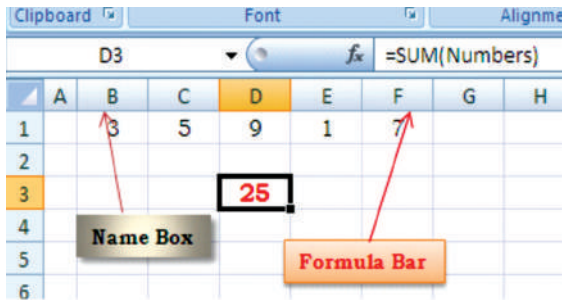 Clipboard Font Alignme
D3 fx =SUM(Numbers)
A B C D E F G H
1 3 5 9 1 7
2
3 25
4
Name Box
5 Formula Bar
6